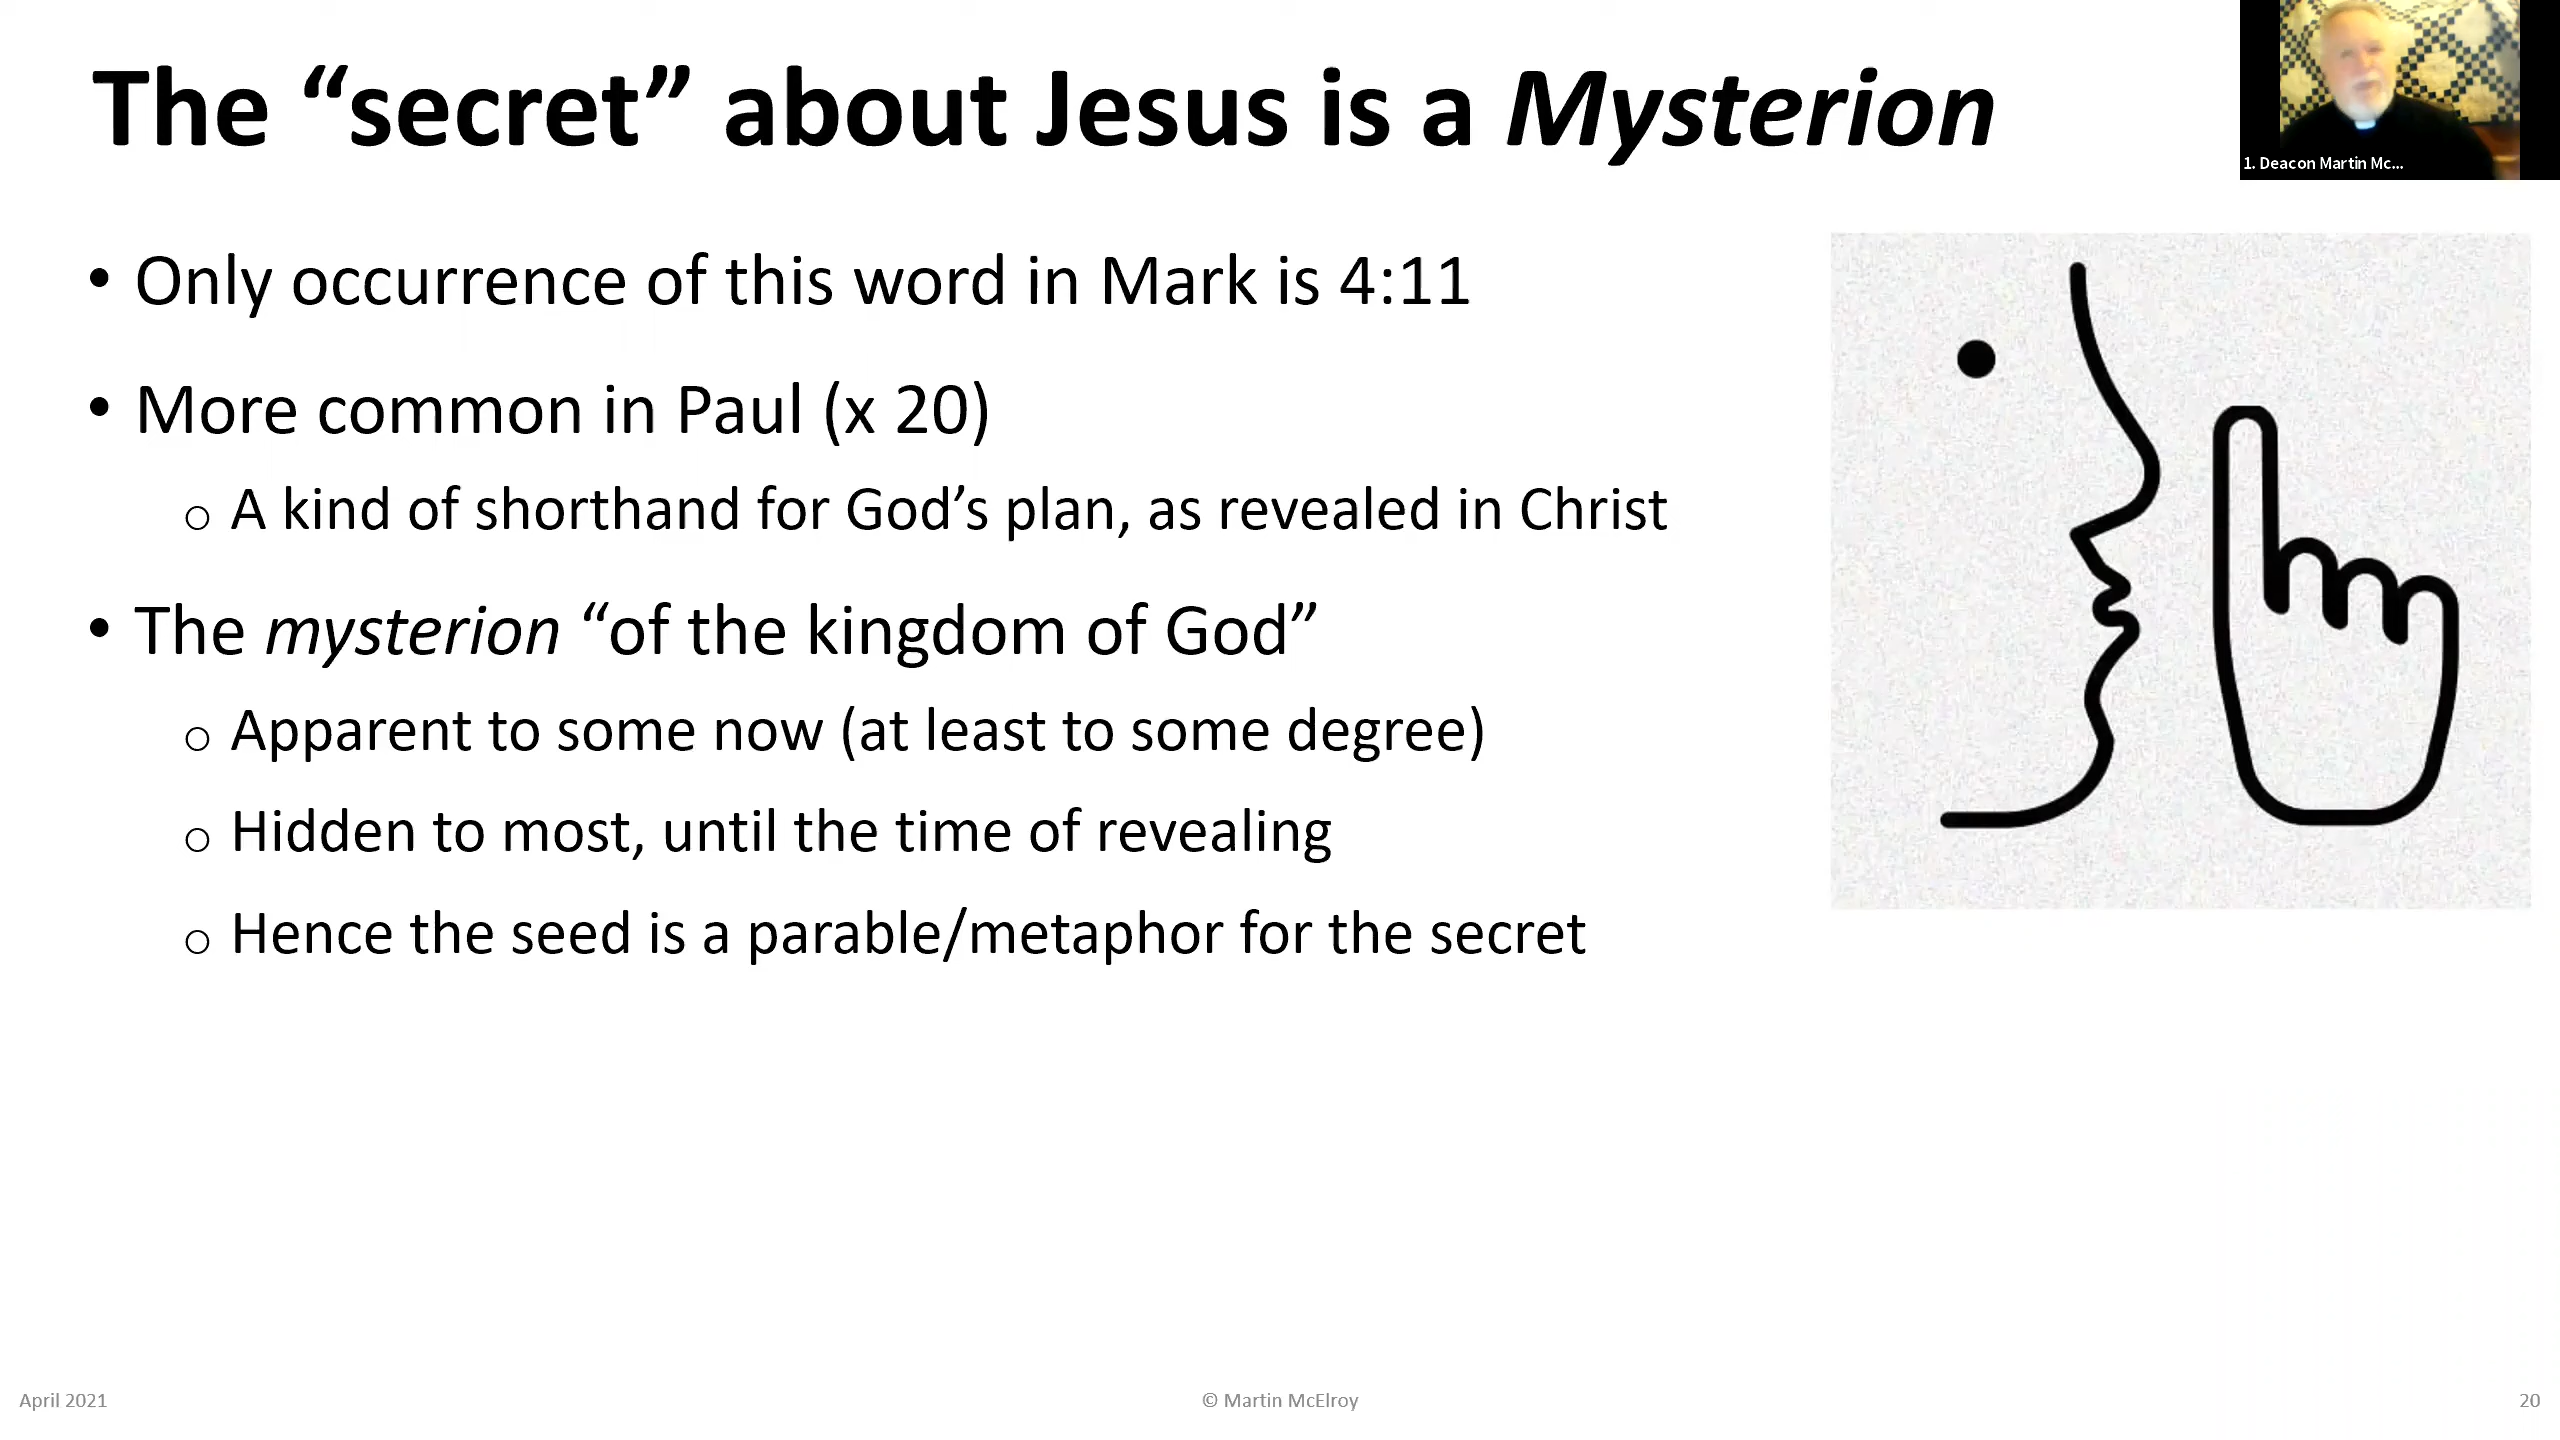 The “secret” about Jesus is a Mysterion
1. Deacon Martin Mc...
• Only occurrence of this word in Mark is 4:11
• More common in Paul (x 20)
o A kind of shorthand for God’s plan, as revealed in Christ
• The mysterion “of the kingdom of God”
o Apparent to some now (at least to some degree)
o Hidden to most, until the time of revealing
o Hence the seed is a parable/metaphor for the secret
April 2021
© Martin McElroy
20